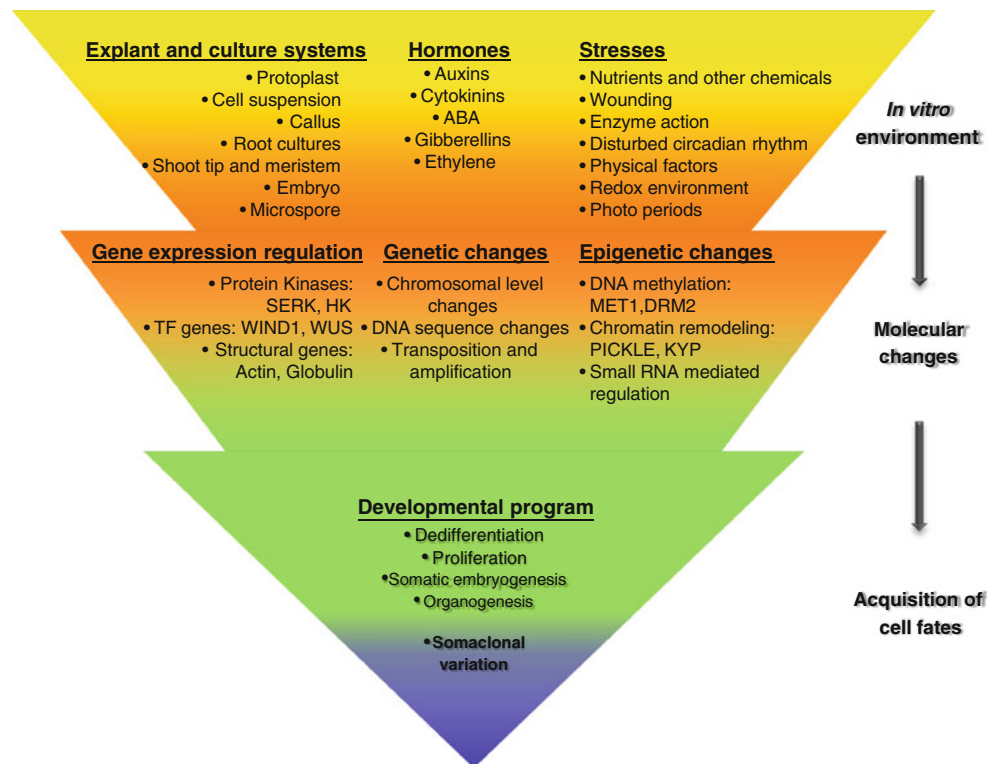 Explant and culture systems
• Protoplast
• Cell suspension
• Callus
• Root cultures
• Shoot tip and meristem
• Embryo
• Microspore
Hormones
• Auxins
• Cytokinins
• ABA
• Gibberellins
• Ethylene
Stresses
• Nutrients and other chemicals
• Wounding
• Enzyme action
• Disturbed circadian rhythm
• Physical factors
• Redox environment
• Photo periods
In vitro
environment
Gene expression regulation
• Protein Kinases:
SERK, HK
• TF genes: WIND1, WUS
• Structural genes:
Actin, Globulin
Genetic changes
• Chromosomal level
changes
• DNA sequence changes
• Transposition and
amplification
Epigenetic changes
• DNA methylation:
MET1,DRM2
• Chromatin remodeling:
PICKLE, KYP
• Small RNA mediated
regulation
Molecular
changes
Developmental program
• Dedifferentiation
• Proliferation
•Somatic embryogenesis
• Organogenesis
• Somaclonal
variation
Acquisition of
cell fates